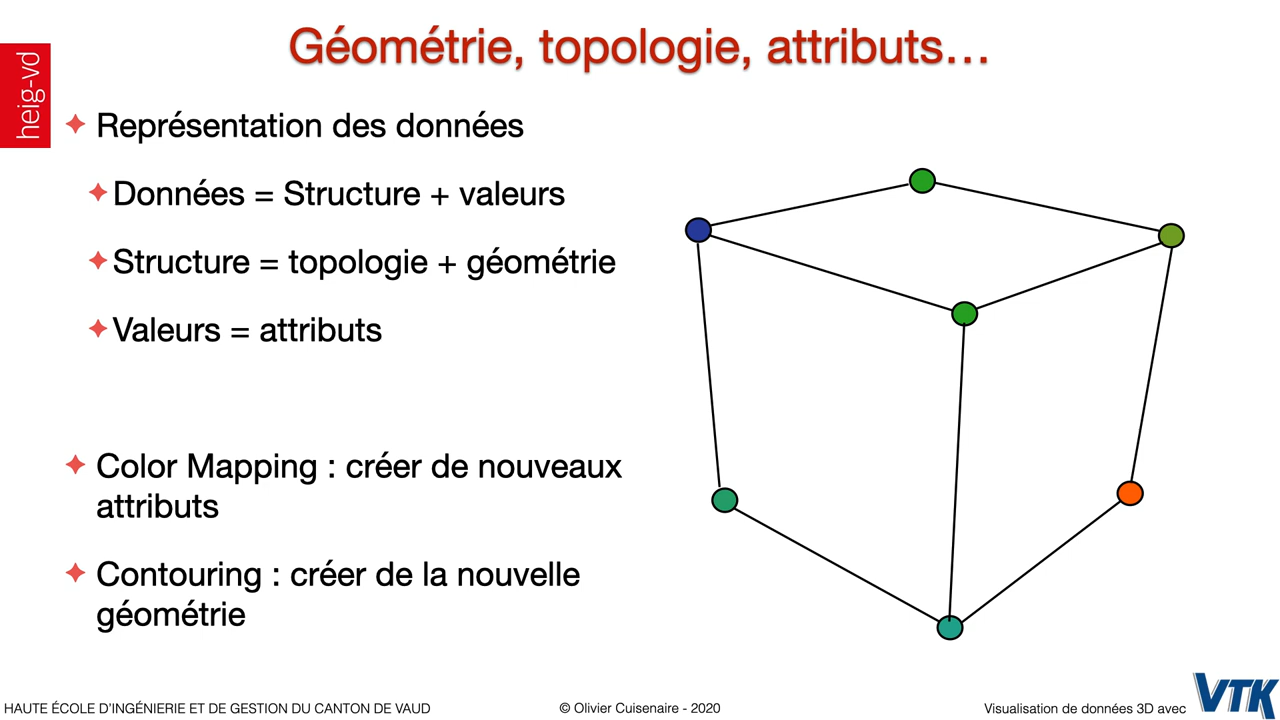 Géométrie, topologie, attributs…
heig-vd
Représentation des données
Données = Structure + valeurs
Structure = topologie + géométrie
Valeurs = attributs
Color Mapping : créer de nouveaux
attributs
Contouring : créer de la nouvelle
géométrie
HAUTE ÉCOLE D'INGÉNIERIE ET DE GESTION DU CANTON DE VAUD
© Olivier Cuisenaire - 2020
Visualisation de données 3D avec
VTK